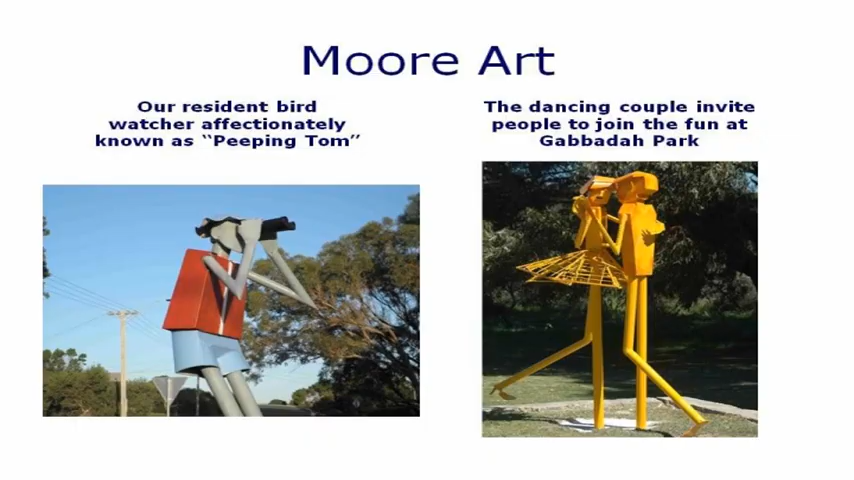 Moore Art
Our resident bird
watcher affectionately
known as “Peeping Tom”
The dancing couple invite
people to join the fun at
Gabbadah Park